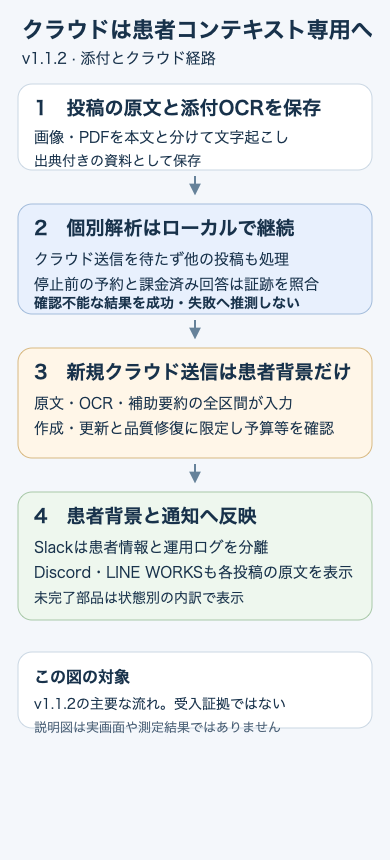 クラウドは患者コンテキスト専用へ
v1.1.2 · 添付とクラウド経路
1 投稿の原文と添付OCRを保存
画像・PDFを本文と分けて文字起こし
出典付きの資料として保存
2 個別解析はローカルで継続
クラウド送信を待たず他の投稿も処理
停止前の予約と課金済み回答は証跡を照合
確認不能な結果を成功・失敗へ推測しない
3 新規クラウド送信は患者背景だけ
原文・OCR・補助要約の全区間が入力
作成・更新と品質修復に限定し予算等を確認
4 患者背景と通知へ反映
Slackは患者情報と運用ログを分離
Discord・LINE WORKSも各投稿の原文を表示
未完了部品は状態別の内訳で表示
この図の対象
v1.1.2の主要な流れ。受入証拠ではない
説明図は実画面や測定結果ではありません